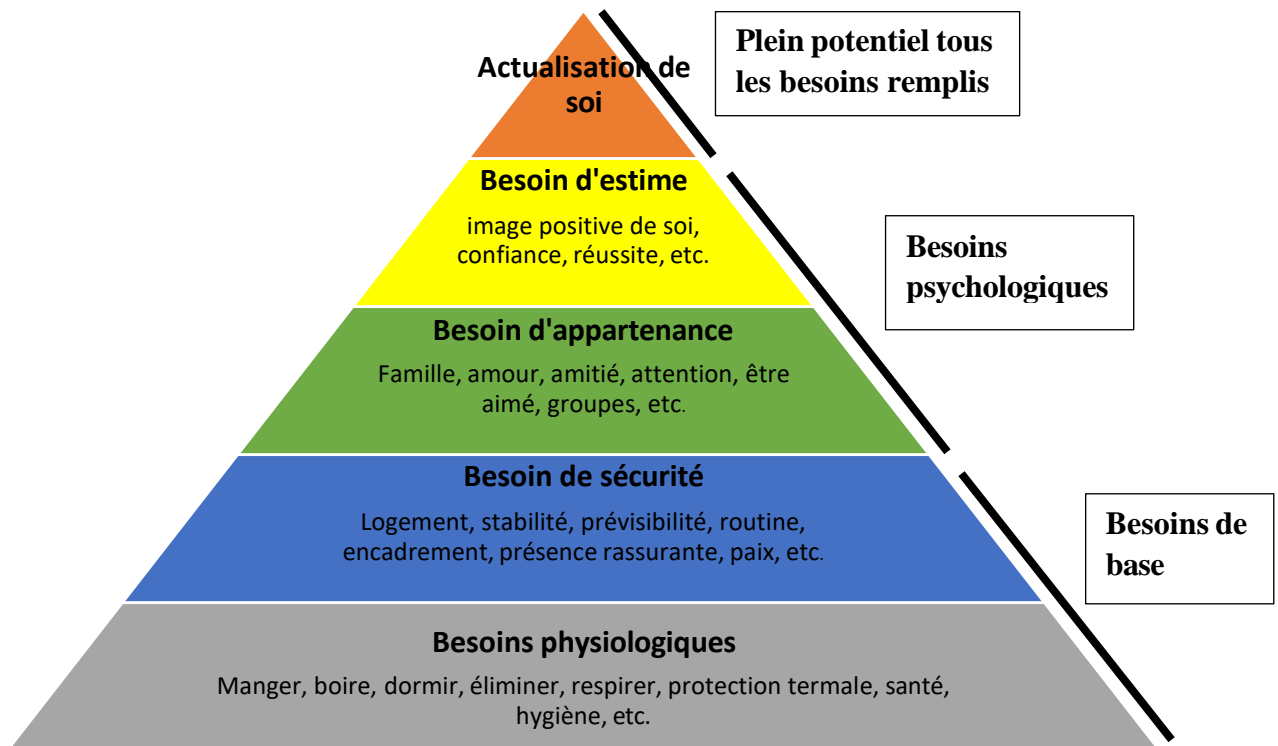 Actualisation de
soi
Plein potentiel tous
les besoins remplis
Besoin d'estime
image positive de soi,
confiance, réussite, etc.
Besoins
psychologiques
Besoin d'appartenance
Famille, amour, amitié, attention, être
aimé, groupes, etc.
Besoin de sécurité
Logement, stabilité, prévisibilité, routine,
encadrement, présence rassurante, paix, etc.
Besoins de
base
Besoins physiologiques
Manger, boire, dormir, éliminer, respirer, protection termale, santé,
hygiène, etc.